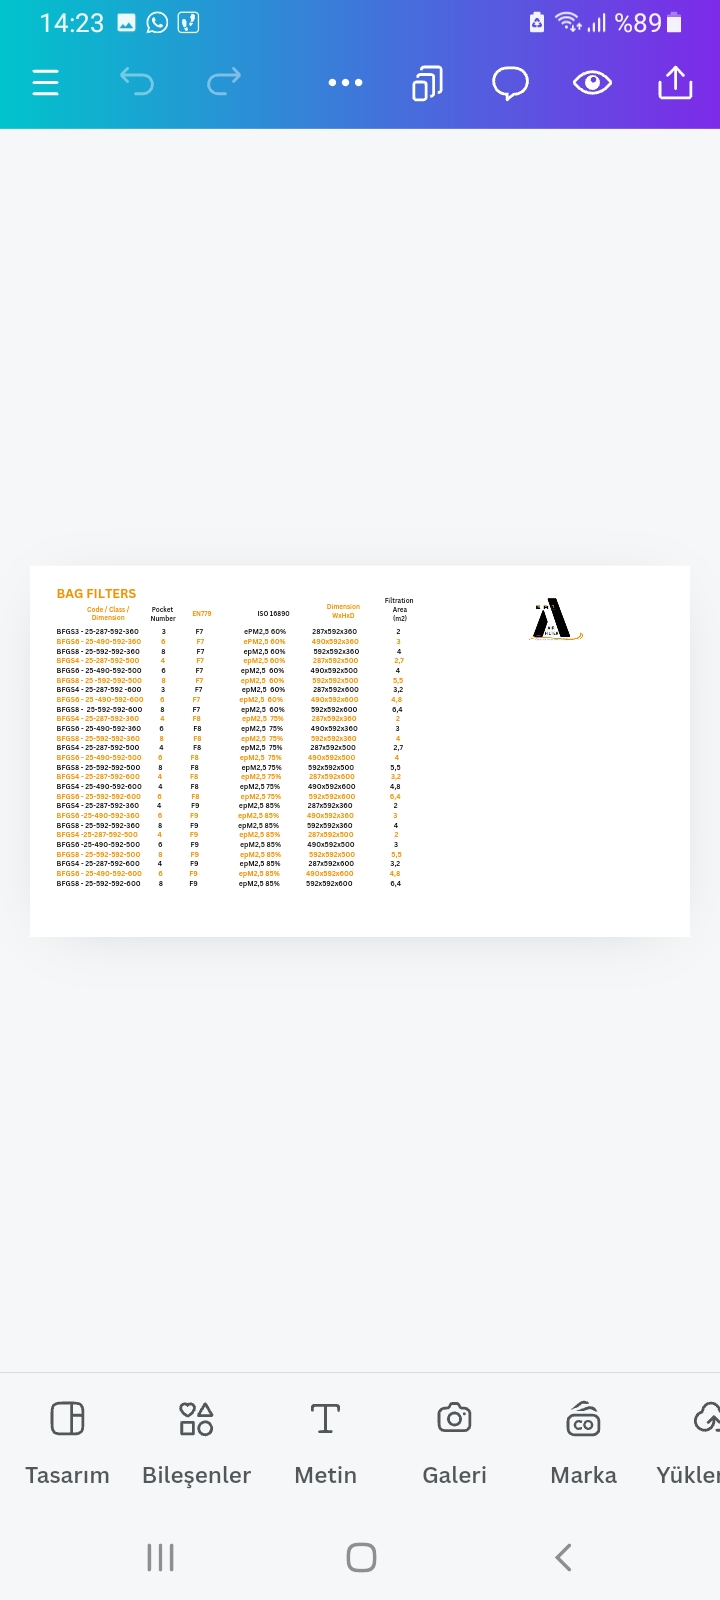 14:23 %89
BAG FILTERS
Code / Class / Dimension Pocket Number EN779 ISO 16890 Dimension WxHxD Filtration Area (m2)
BFGS3 - 25-287-592-360 3 F7 ePM2,5 60% 287x592x360 2
BFGS6 - 25-490-592-360 6 F7 ePM2,5 60% 490x592x360 3
BFGS8 - 25-592-592-360 8 F7 epM2,5 60% 592x592x360 4
BFGS4 - 25-287-592-500 4 F7 epM2,5 60% 287x592x500 2,7
BFGS6 - 25-490-592-500 6 F7 epM2,5 60% 490x592x500 4
BFGS8 - 25 -592-592-500 8 F7 epM2,5 60% 592x592x500 5,5
BFGS4 - 25-287-592 -600 3 F7 epM2,5 60% 287x592x600 3,2
BFGS6 - 25 -490-592-600 6 F7 epM2,5 60% 490x592x600 4,8
BFGS8 - 25-592-592-600 8 F7 epM2,5 60% 592x592x600 6,4
BFGS4 - 25-287-592-360 4 F8 epM2,5 75% 287x592x360 2
BFGS6 - 25-490-592-360 6 F8 epM2,5 75% 490x592x360 3
BFGS8 - 25-592-592-360 8 F8 epM2,5 75% 592x592x360 4
BFGS4 - 25-287-592-500 4 F8 epM2,5 75% 287x592x500 2,7
BFGS6 - 25-490-592-500 6 F8 epM2,5 75% 490x592x500 4
BFGS8 - 25-592-592-500 8 F8 epM2,5 75% 592x592x500 5,5
BFGS4 - 25-287-592-600 4 F8 epM2,5 75% 287x592x600 3,2
BFGS4 - 25-490-592-600 4 F8 epM2,5 75% 490x592x600 4,8
BFGS6 - 25-592-592-600 6 F8 epM2,5 75% 592x592x600 6,4
BFGS4 - 25-287-592-360 4 F9 epM2,5 85% 287x592x360 2
BFGS6 -25-490-592-360 6 F9 epM2,5 85% 490x592x360 3
BFGS8 - 25-592-592-360 8 F9 epM2,5 85% 592x592x360 4
BFGS4 -25-287-592-500 4 F9 epM2,5 85% 287x592x500 2
BFGS6 -25-490-592-500 6 F9 epM2,5 85% 490x592x500 3
BFGS8 - 25-592-592-500 8 F9 epM2,5 85% 592x592x500 5,5
BFGS4 - 25-287-592-600 4 F9 epM2,5 85% 287x592x600 3,2
BFGS6 - 25-490-592-600 6 F9 epM2,5 85% 490x592x600 4,8
BFGS8 - 25-592-592-600 8 F9 epM2,5 85% 592x592x600 6,4
Tasarım Bileşenler Metin Galeri Marka Yükler